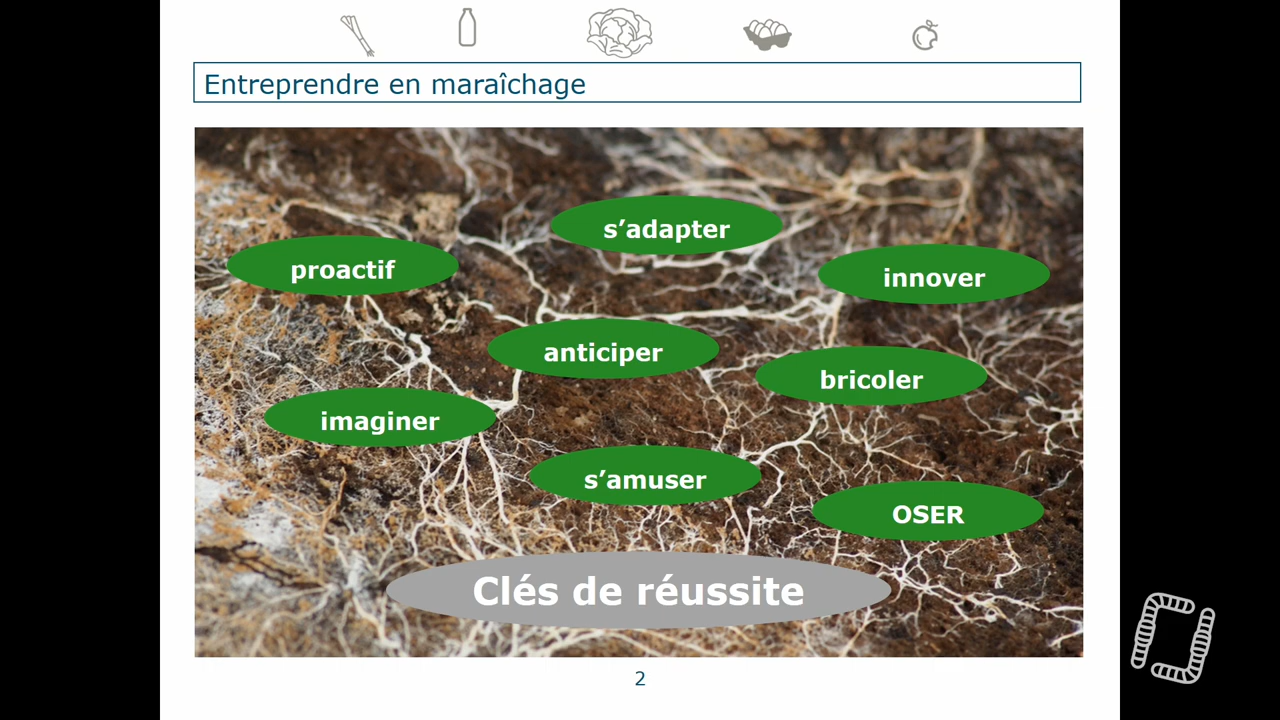 Entreprendre en maraîchage
s’adapter
proactif
innover
anticiper
bricoler
imaginer
s’amuser
OSER
Clés de réussite
2